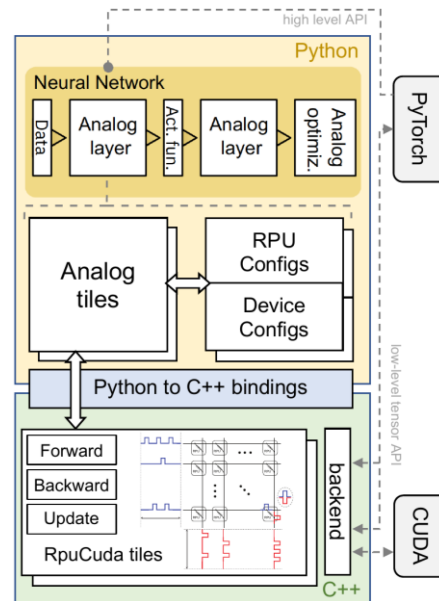 high level API
Python
Neural Network
Data
Analog
layer
Act. fun.
Analog
layer
Analog
optimiz.
PyTorch
Analog
tiles
RPU
Configs
Device
Configs
low-level tensor API
Python to C++ bindings
Forward
Backward
Update
RpuCuda tiles
backend
CUDA
C++